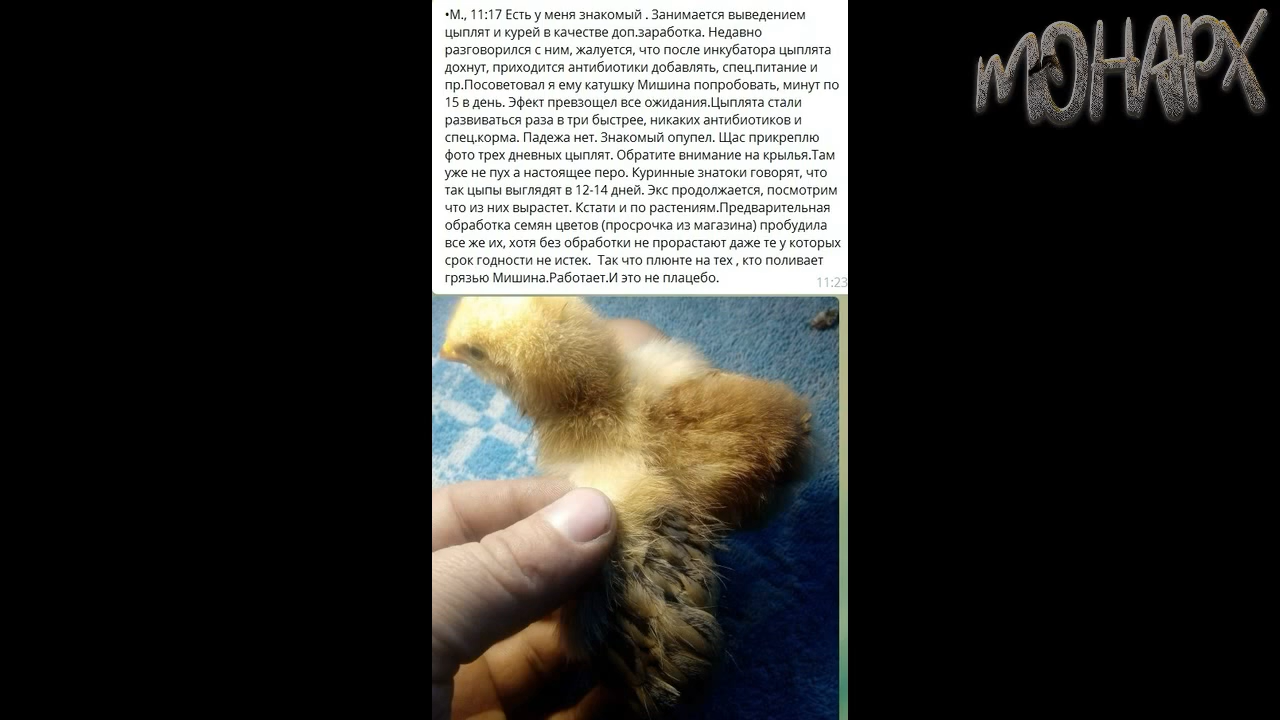 •М., 11:17 Есть у меня знакомый . Занимается выведением
цыплят и курей в качестве доп.заработка. Недавно
разговорился с ним, жалуется, что после инкубатора цыплята
дохнут, приходится антибиотики добавлять, спец.питание и
пр.Посоветовал я ему катушку Мишина попробовать, минут по
15 в день. Эфект превзощел все ожидания.Цыплята стали
развиваться раза в три быстрее, никаких антибиотиков и
спец.корма. Падежа нет. Знакомый опупел. Щас прикреплю
фото трех дневных цыплят. Обратите внимание на крылья.Там
уже не пух а настоящее перо. Куринные знатоки говорят, что
так цыпы выглядят в 12-14 дней. Экс продолжается, посмотрим
что из них вырастет. Кстати и по растениям.Предварительная
обработка семян цветов (просрочка из магазина) пробудила
все же их, хотя без обработки не прорастают даже те у которых
срок годности не истек. Так что плюнте на тех , кто поливает
грязью Мишина.Работает.И это не плацебо.
11:23
МОНАРХ